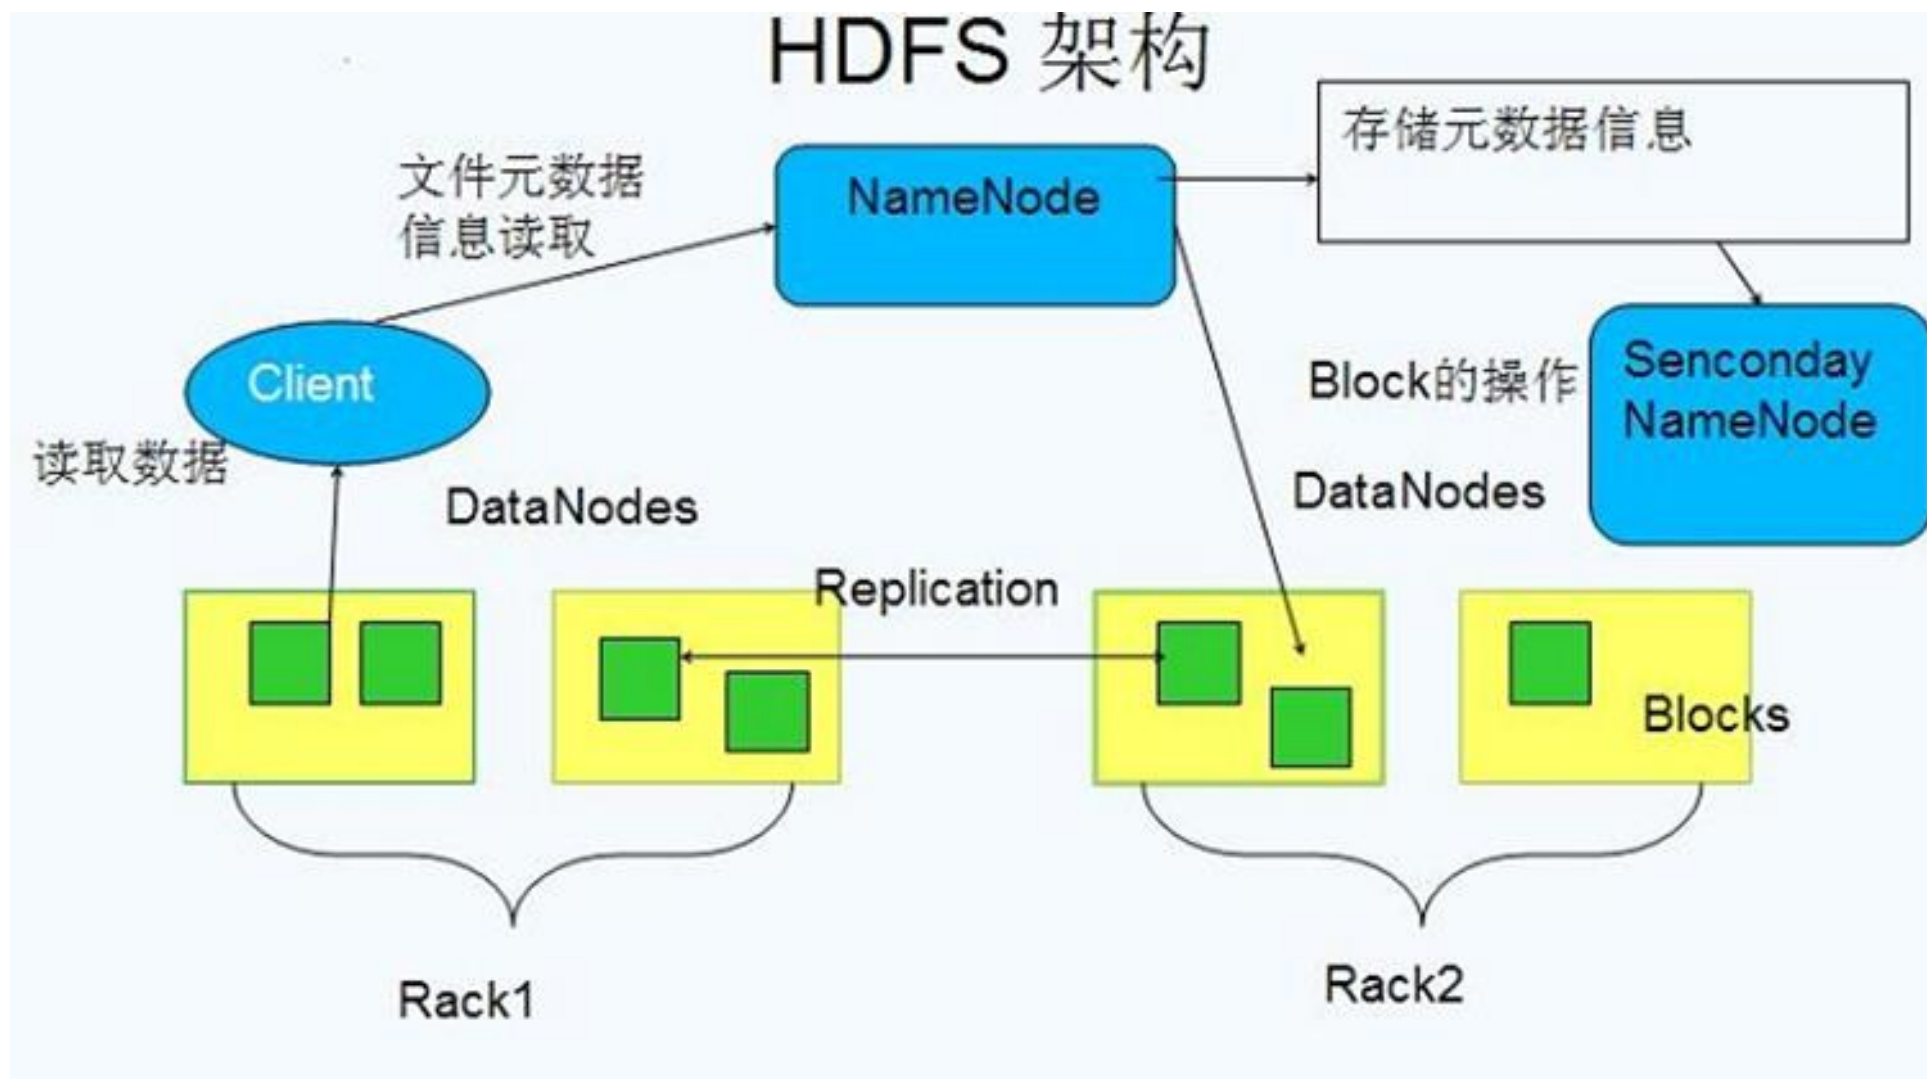 HDFS 架构
存储元数据信息
文件元数据
信息读取
NameNode
Client
Block的操作
Senconday
NameNode
读取数据
DataNodes
DataNodes
Replication
Blocks
Rack1
Rack2